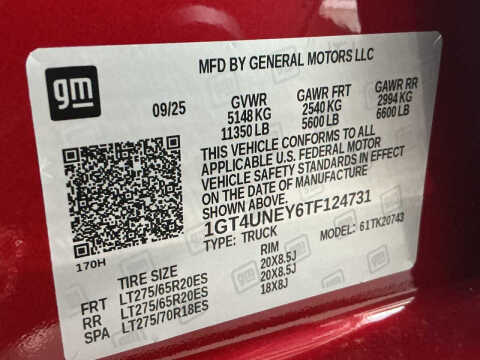 gm
MFD BY GENERAL MOTORS LLC
09/25
GVWR
5148 KG
11350 LB
GAWR FRT
2540 KG
5600 LB
GAWR RR
2994 KG
6600 LB
THIS VEHICLE CONFORMS TO ALL
APPLICABLE U.S. FEDERAL MOTOR
VEHICLE SAFETY STANDARDS IN EFFECT
ON THE DATE OF MANUFACTURE
SHOWN ABOVE.
1GT4UNEY6TF124731
TYPE: TRUCK
MODEL: 61TK20743
170H
TIRE SIZE RIM
FRT LT275/65R20ES 20X8.5J
RR LT275/65R20ES 20X8.5J
SPA LT275/70R18ES 18X8J